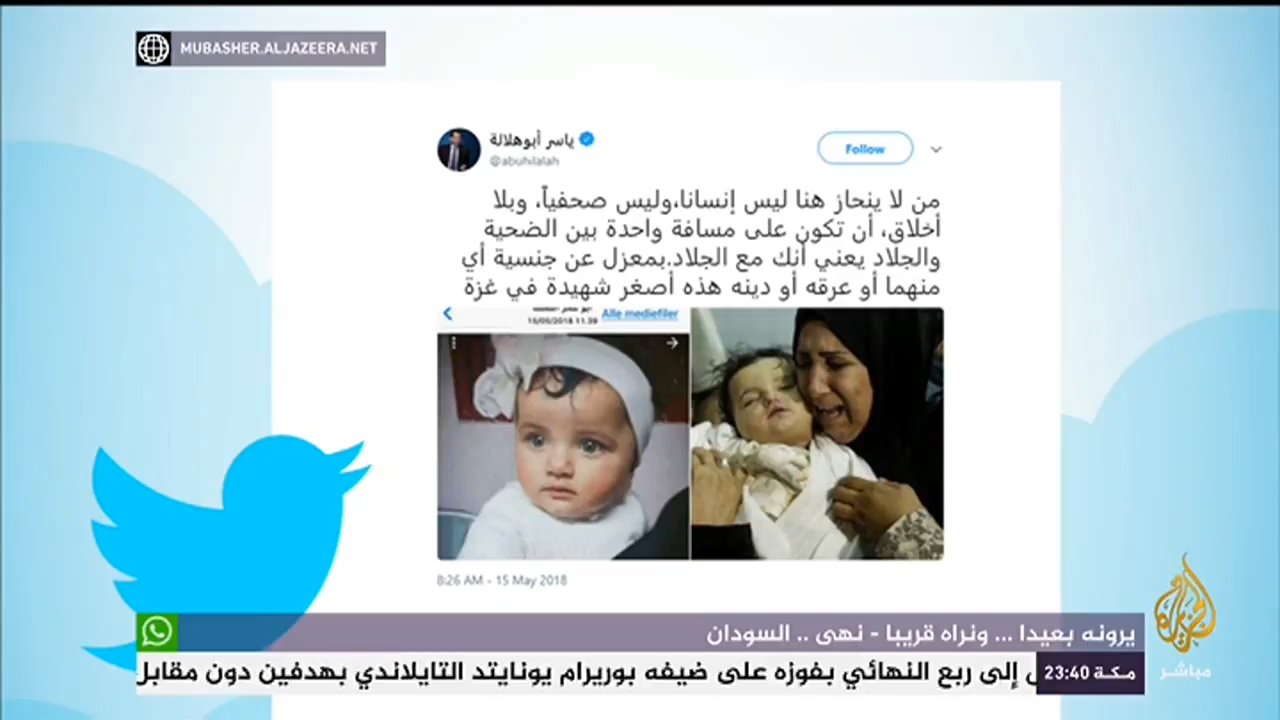 MUBASHER.ALJAZEERA.NET
ياسر أبوهلالة
@abuhilalah
Follow
من لا ينحاز هنا ليس إنسانا،وليس صحفياً، وبلا
أخلاق، أن تكون على مسافة واحدة بين الضحية
والجلاد يعني أنك مع الجلاد.بمعزل عن جنسية أي
منهما أو عرقه أو دينه هذه أصغر شهيدة في غزة
15/05/2018 11.39
Alle mediefiler
8:26 AM - 15 May 2018
يرونه بعيدا ... ونراه قريبا - نهى .. السودان
مكة 23:40
إلى ربع النهائي بفوزه على ضيفه بوريرام يونايتد التايلاندي بهدفين دون مقابل
الجزيرة
مباشر